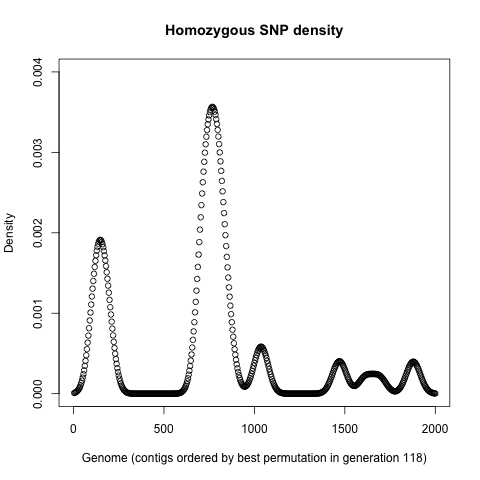 Homozygous SNP density
Density
0.004
0.003
0.002
0.001
0.000
0 500 1000 1500 2000
Genome (contigs ordered by best permutation in generation 118)